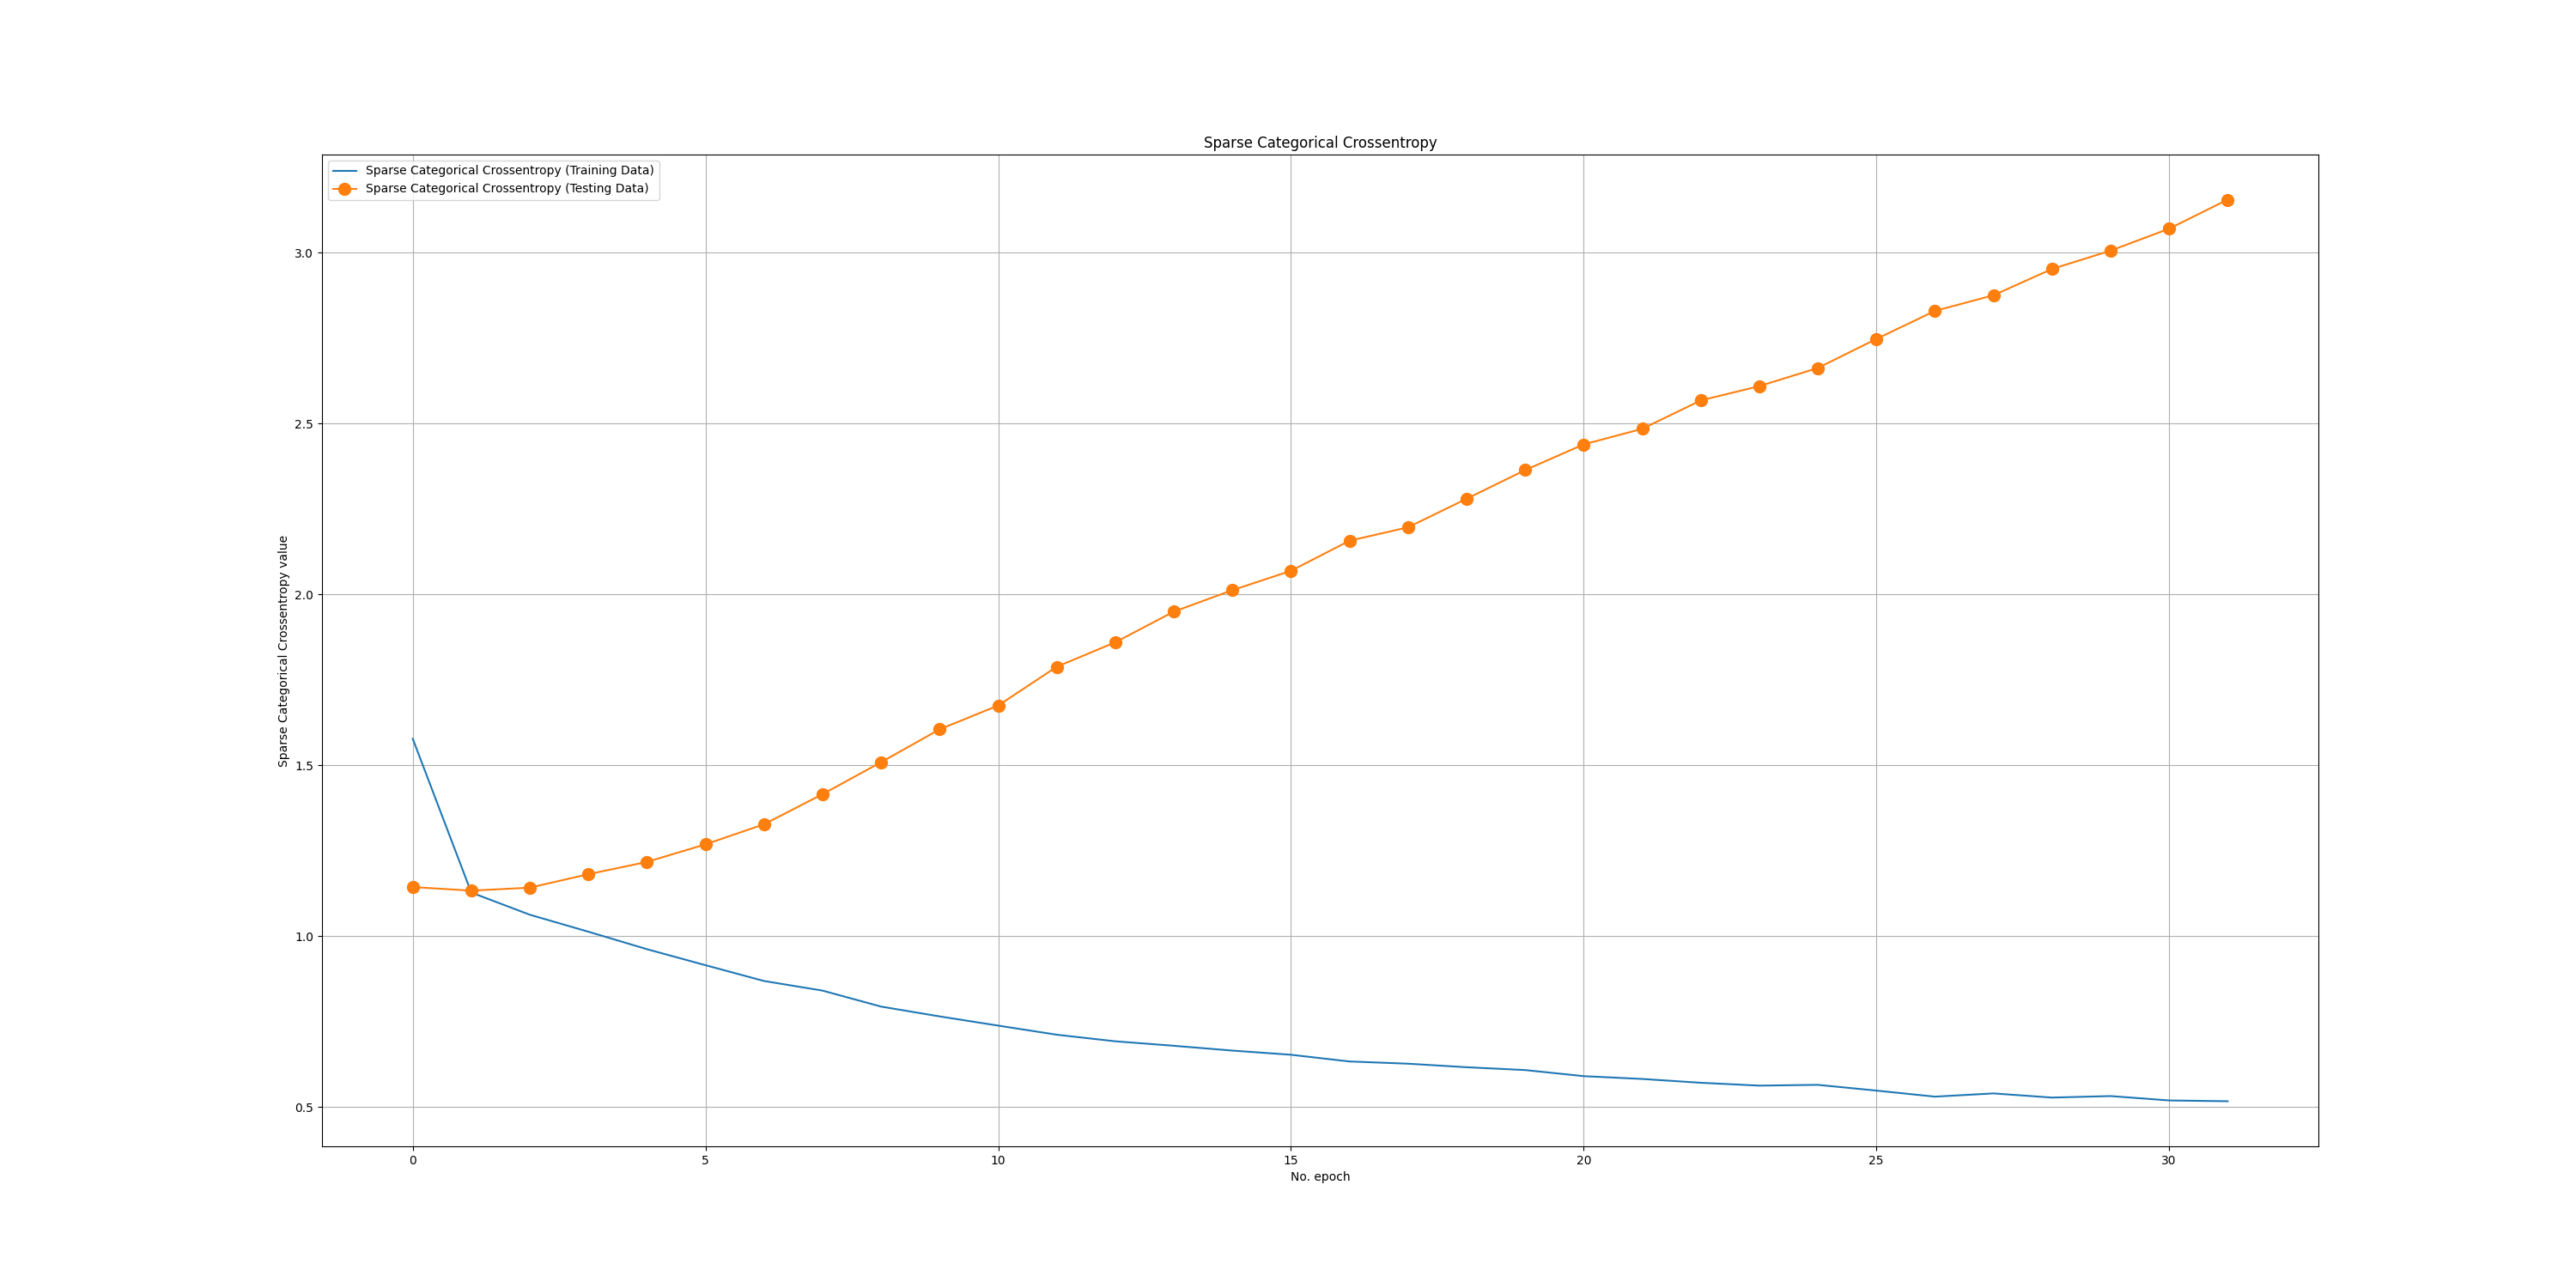 Sparse Categorical Crossentropy
Sparse Categorical Crossentropy (Training Data)
Sparse Categorical Crossentropy (Testing Data)
Sparse Categorical Crossentropy value
3.0
2.5
2.0
1.5
1.0
0.5
0 5 10 15 20 25 30
No. epoch